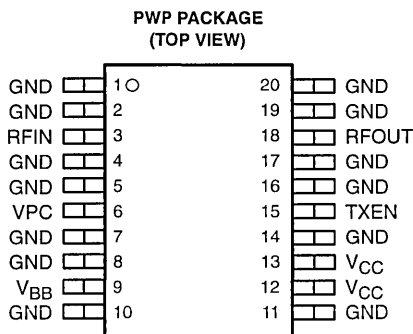 PWP PACKAGE
(TOP VIEW)
GND 1 20 GND
GND 2 19 GND
RFIN 3 18 RFOUT
GND 4 17 GND
GND 5 16 GND
VPC 6 15 TXEN
GND 7 14 GND
GND 8 13 VCC
VBB 9 12 VCC
GND 10 11 GND